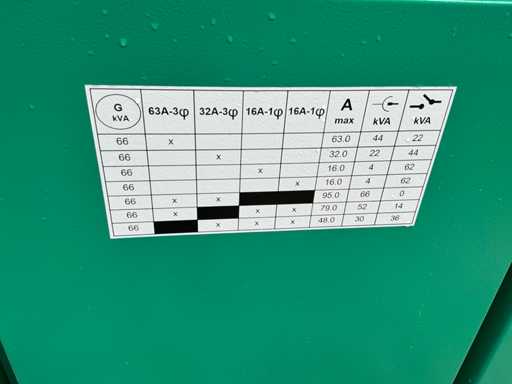 G kVA 63A-3φ 32A-3φ 16A-1φ 16A-1φ A max kVA kVA
66 x 63.0 44 22
66 x 32.0 22 44
66 x 16.0 4 62
66 x 16.0 4 62
66 x x 95.0 66 0
66 x x x 79.0 52 14
66 x x x 48.0 30 36